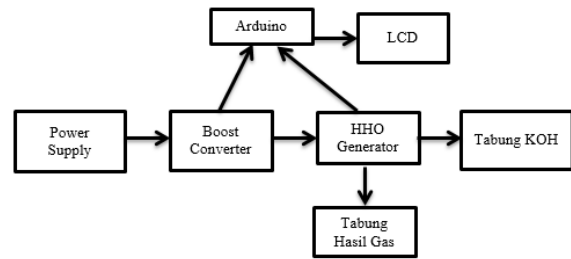 Arduino
LCD
Power
Supply
Boost
Converter
HHO
Generator
Tabung KOH
Tabung
Hasil Gas